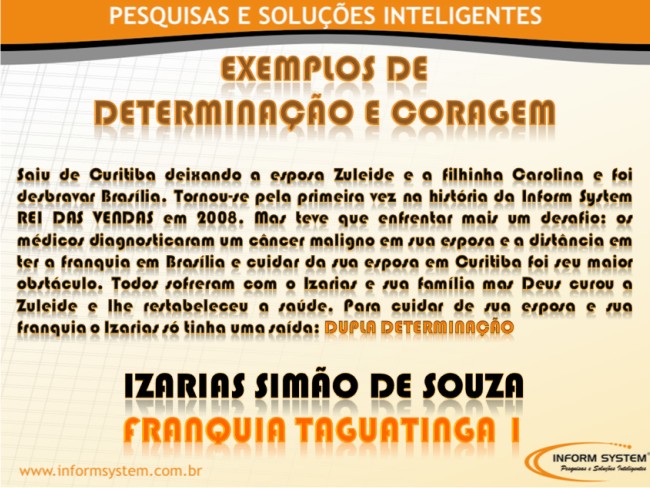 PESQUISAS E SOLUÇÕES INTELIGENTES
EXEMPLOS DE
DETERMINAÇÃO E CORAGEM
Saiu de Curitiba deixando a esposa Zuleide e a filhinha Carolina e foi
desbravar Brasília. Tornou-se pela primeira vez na história da Inform System
REI DAS VENDAS em 2008. Mas teve que enfrentar mais um desafio: os
médicos diagnosticaram um câncer maligno em sua esposa e a distância em
ter a franquia em Brasília e cuidar da sua esposa em Curitiba foi seu maior
obstáculo. Todos sofreram com o Izarias e sua família mas Deus curou a
Zuleide e lhe restabeleceu a saúde. Para cuidar de sua esposa e sua
franquia o Izarias só tinha uma saída: DUPLA DETERMINAÇÃO
IZARIAS SIMÃO DE SOUZA
FRANQUIA TAGUATINGA 1
INFORM SYSTEM
Pesquisas e Soluções Inteligentes
www.informsystem.com.br